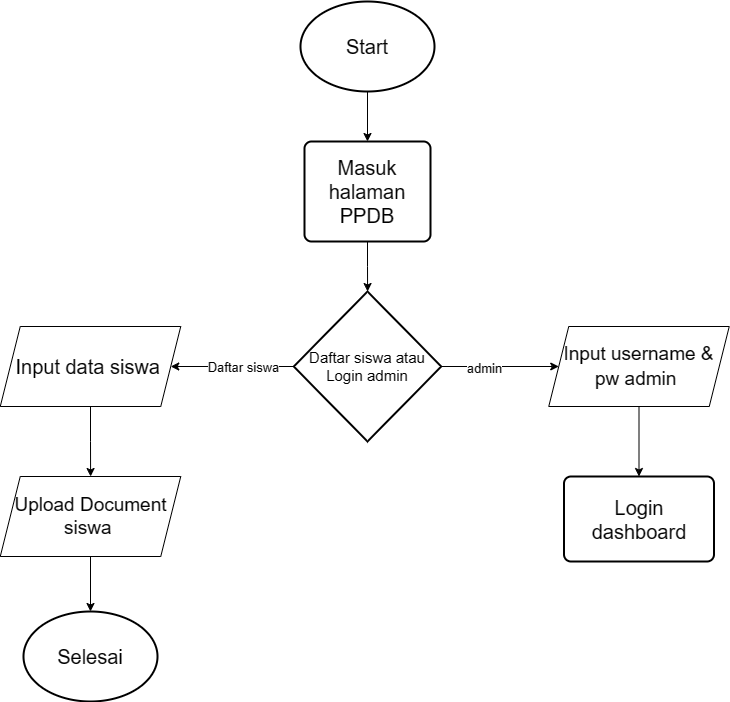 Start
Masuk
halaman
PPDB
Daftar siswa atau
Login admin
Daftar siswa
admin
Input data siswa
Input username &
pw admin
Upload Document
siswa
Login
dashboard
Selesai